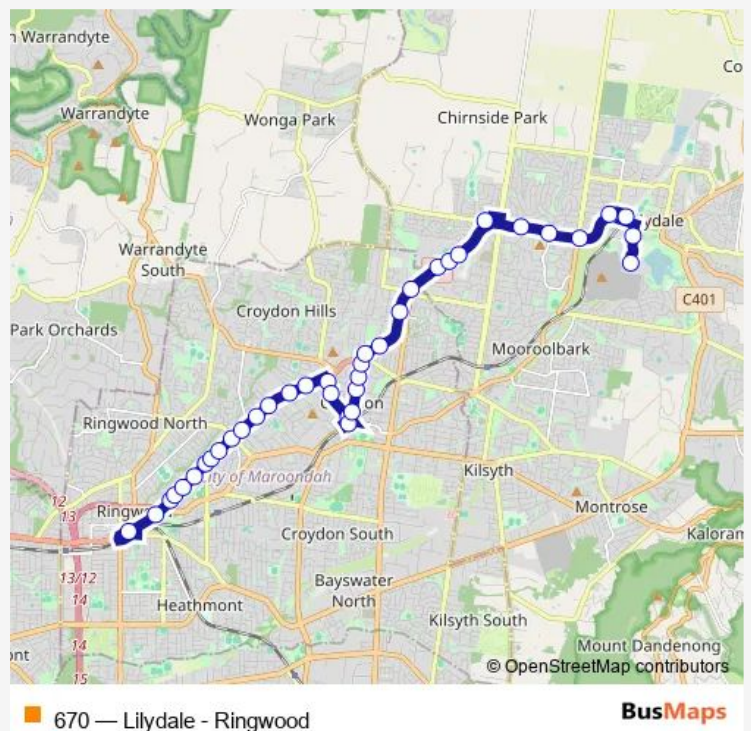 n Warrandyte
Co
Warrandyte
Wonga Park
Chirnside Park
ydale
Warrandyte
South
C401
Croydon Hills
Park Orchards
Mooroolbark
on
Ringwood North
City of Maroondah
Kilsyth
12
13
Ringw
Montrose
Croydon South
Kaloram
13/12
Bayswater
North
14
Heathmont
Kilsyth South
14
ont
Mount Dandenong
15
© OpenStreetMap contributors
670 — Lilydale - Ringwood
BusMaps